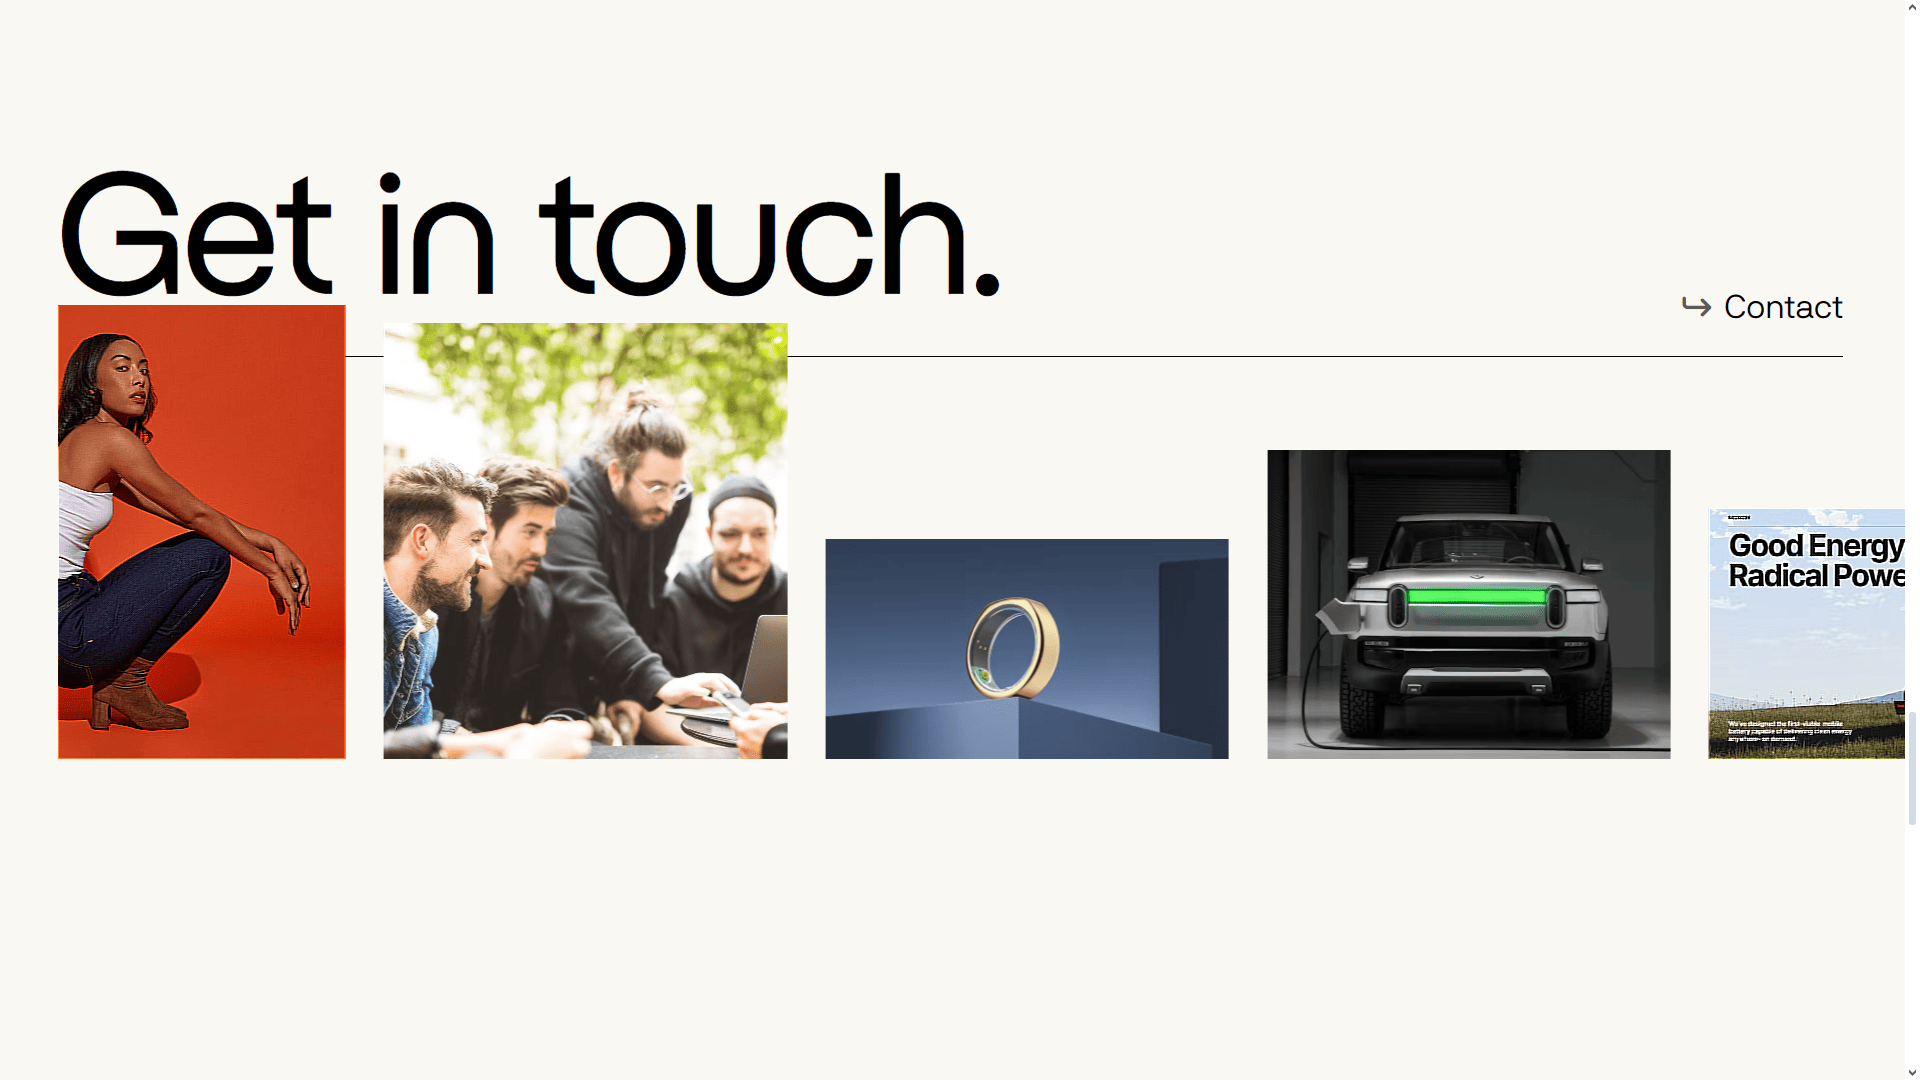 Get in touch.
Contact
Good Energy
Radical Powe
We've designed the first-viable mobile
battery capable of delivering clean energy
anywhere- on demand.